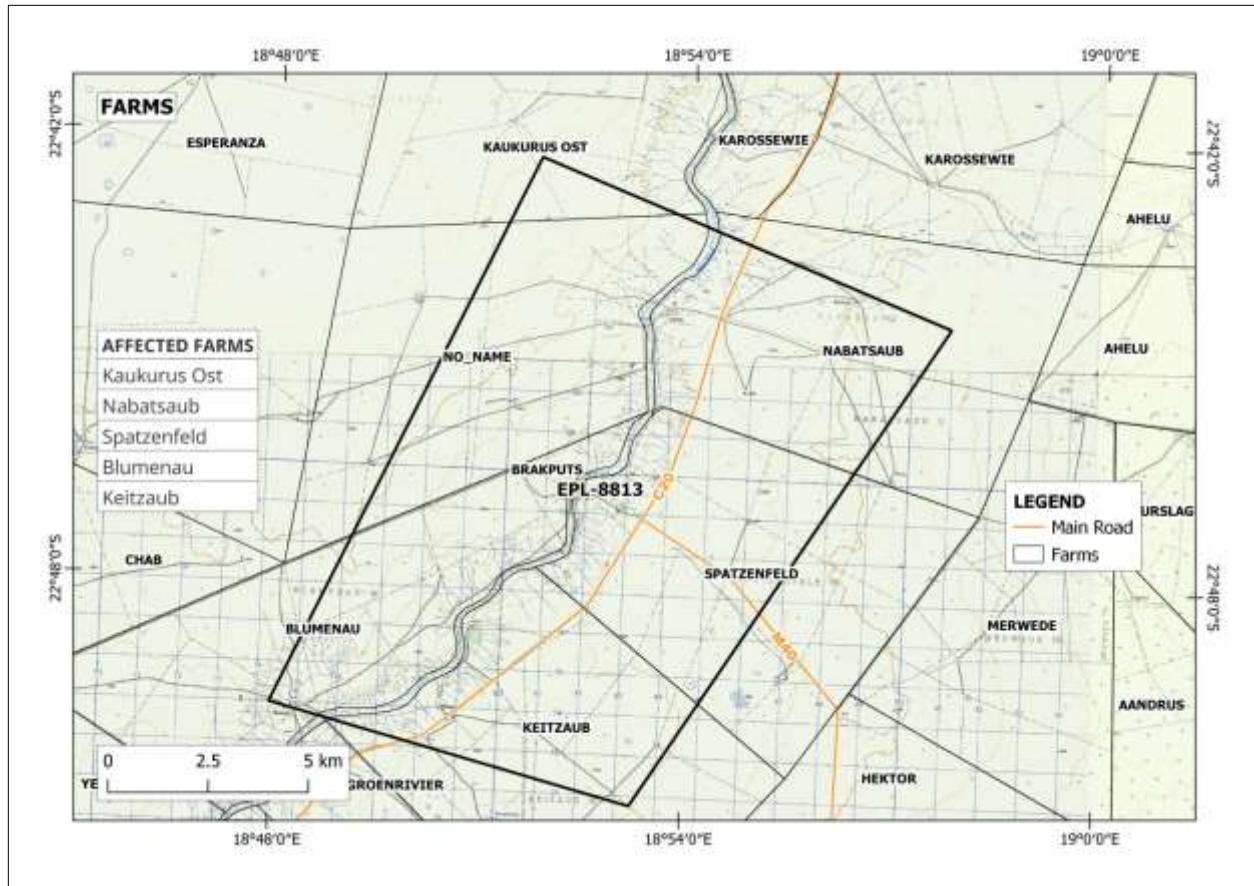 18°48'0"E 18°54'0"E 19°0'0"E
FARMS
22°42'0"S
22°42'0"S
ESPERANZA
KAUKURUS OST
KAROSSEWIE
KAROSSEWIE
AHELU
AFFECTED FARMS
Kaukurus Ost
Nabatsaub
Spatzenfeld
Blumenau
Keitzaub
NO_NAME
NABATSAUB
AHELU
BRAKPUTS
EPL-8813
C20
LEGEND
Main Road
Farms
URSLAG
CHAB
22°48'0"S
22°48'0"S
SPATZENFELD
BLUMENAU
M40
MERWEDE
AANDRUS
KEITZAUB
0 2.5 5 km
YE
GROENRIVIER
HEKTOR
18°48'0"E 18°54'0"E 19°0'0"E